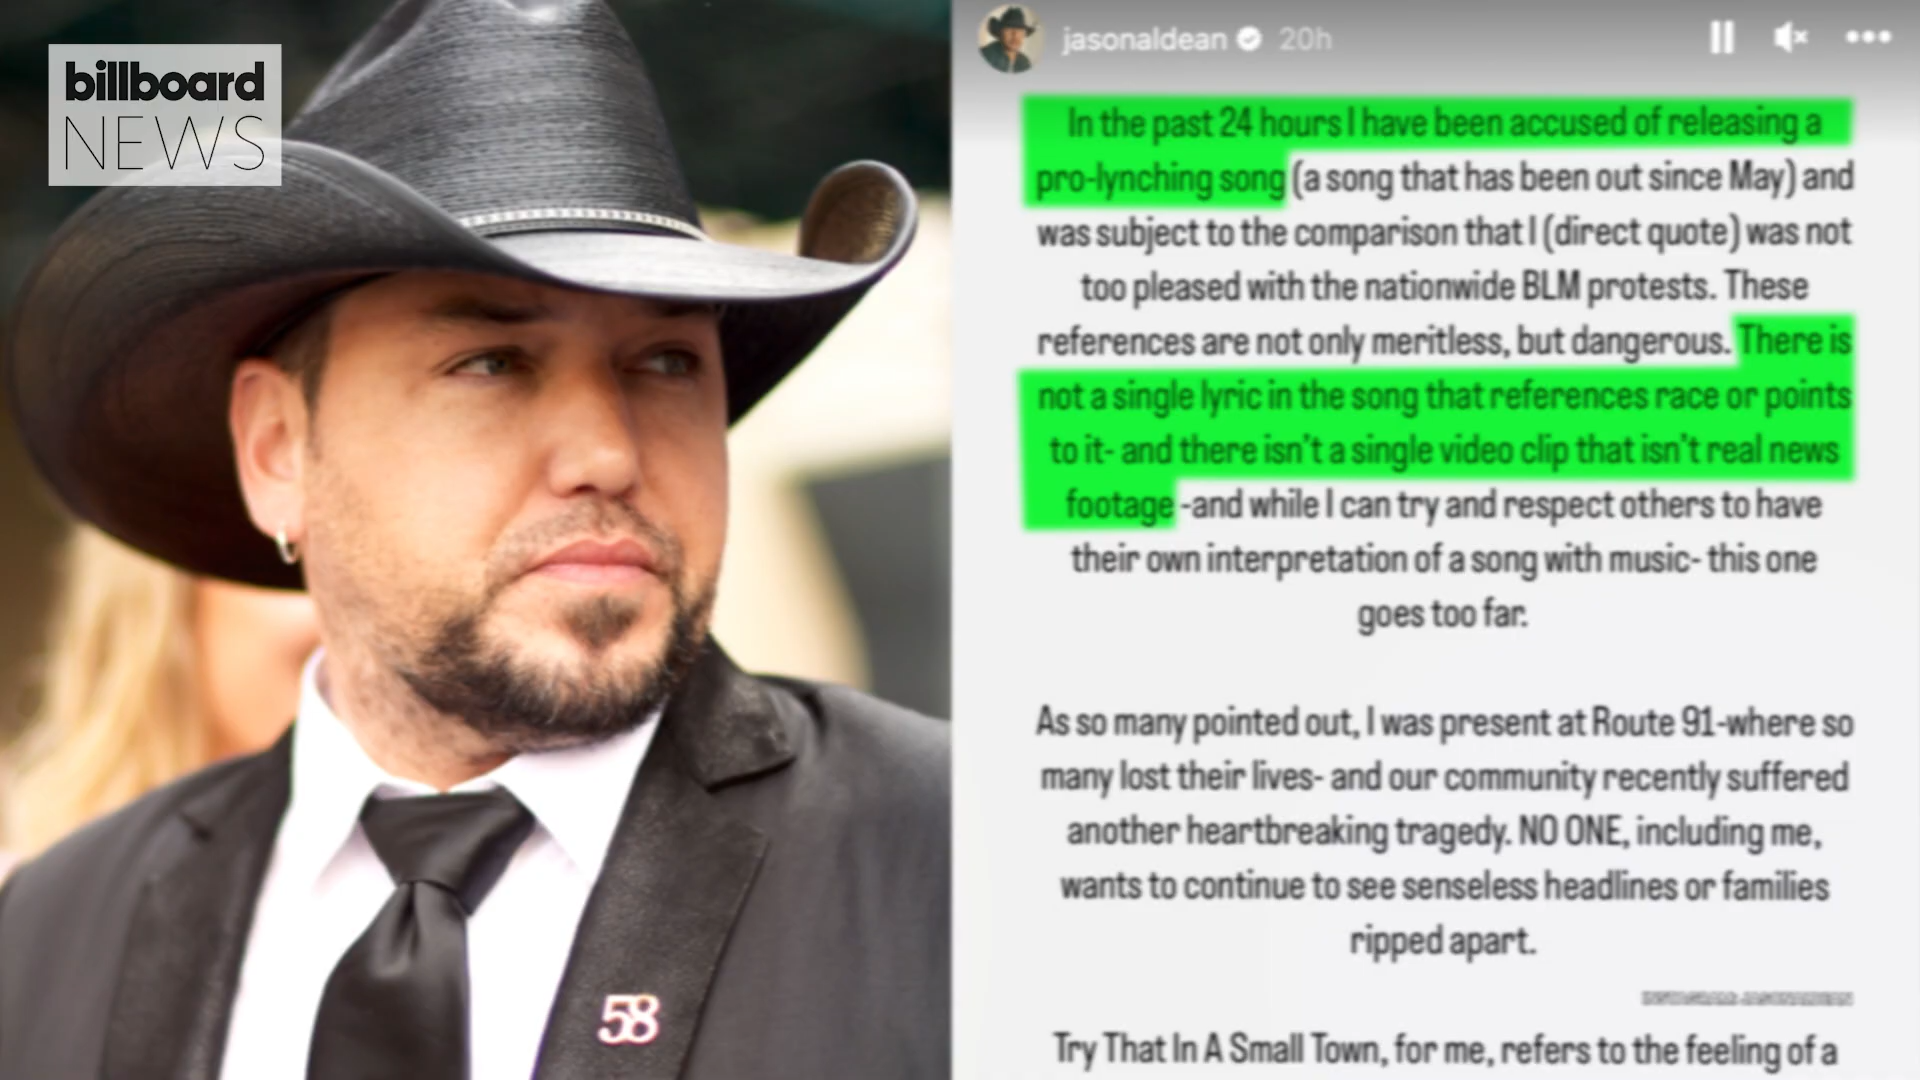 billboard
NEWS
58
jasonaldean 20h
In the past 24 hours I have been accused of releasing a
pro-lynching song (a song that has been out since May) and
was subject to the comparison that I (direct quote) was not
too pleased with the nationwide BLM protests. These
references are not only meritless, but dangerous. There is
not a single lyric in the song that references race or points
to it- and there isn't a single video clip that isn't real news
footage -and while I can try and respect others to have
their own interpretation of a song with music- this one
goes too far.
As so many pointed out, I was present at Route 91-where so
many lost their lives- and our community recently suffered
another heartbreaking tragedy. NO ONE, including me,
wants to continue to see senseless headlines or families
ripped apart.
INSTAGRAM: JASONALDEAN
Try That In A Small Town, for me, refers to the feeling of a